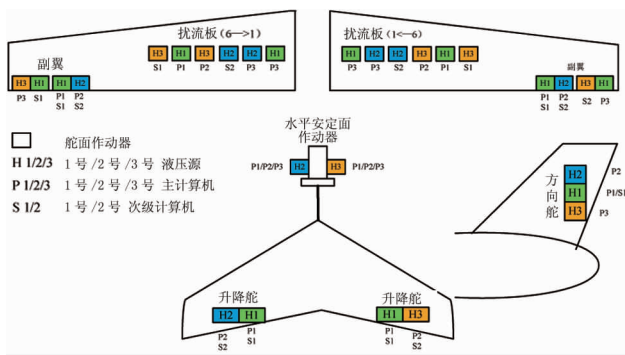 扰流板(6—>1)
H3 H1 H3 H2 H2 H1
S1 P1 P2 S2 P3 P3
副翼
H3 H1 H1 H2
P3 S1 P1 P2
S1 S2
扰流板(1<—6)
H1 H2 H2 H3 H1 H3
P3 P3 S2 P2 P1 S1
副翼
H1 H2 H3 H1
P1 P2 S2 P3
S1 S2
舵面作动器
H 1/2/3 1号/2号/3号 液压源
P 1/2/3 1号/2号/3号 主计算机
S 1/2 1号/2号 次级计算机
水平安定面
作动器
P1/P2/P3 H2 H3 P1/P2/P3
方向舵
H2 P2
H1 P1/S1
H3 P3
升降舵
H2 H1
P2 P1
S2 S1
升降舵
H1 H3
P1 P2
S1 S2